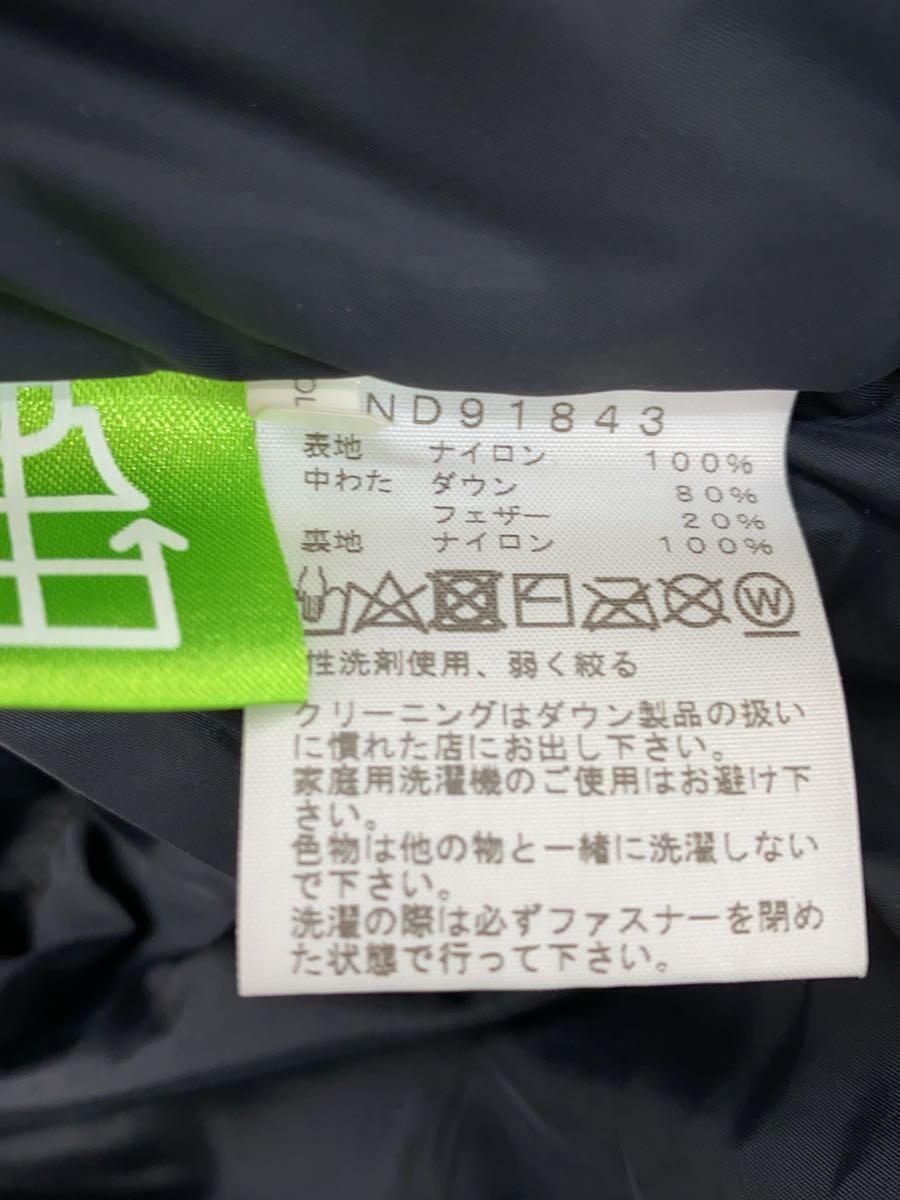 ND91843
表地 ナイロン 100%
中わた ダウン 80%
フェザー 20%
裏地 ナイロン 100%
W
性洗剤使用、弱く絞る
クリーニングはダウン製品の扱い
に慣れた店にお出し下さい。
家庭用洗濯機のご使用はお避け下
さい。
色物は他の物と一緒に洗濯しない
で下さい。
洗濯の際は必ずファスナーを閉め
た状態で行って下さい。